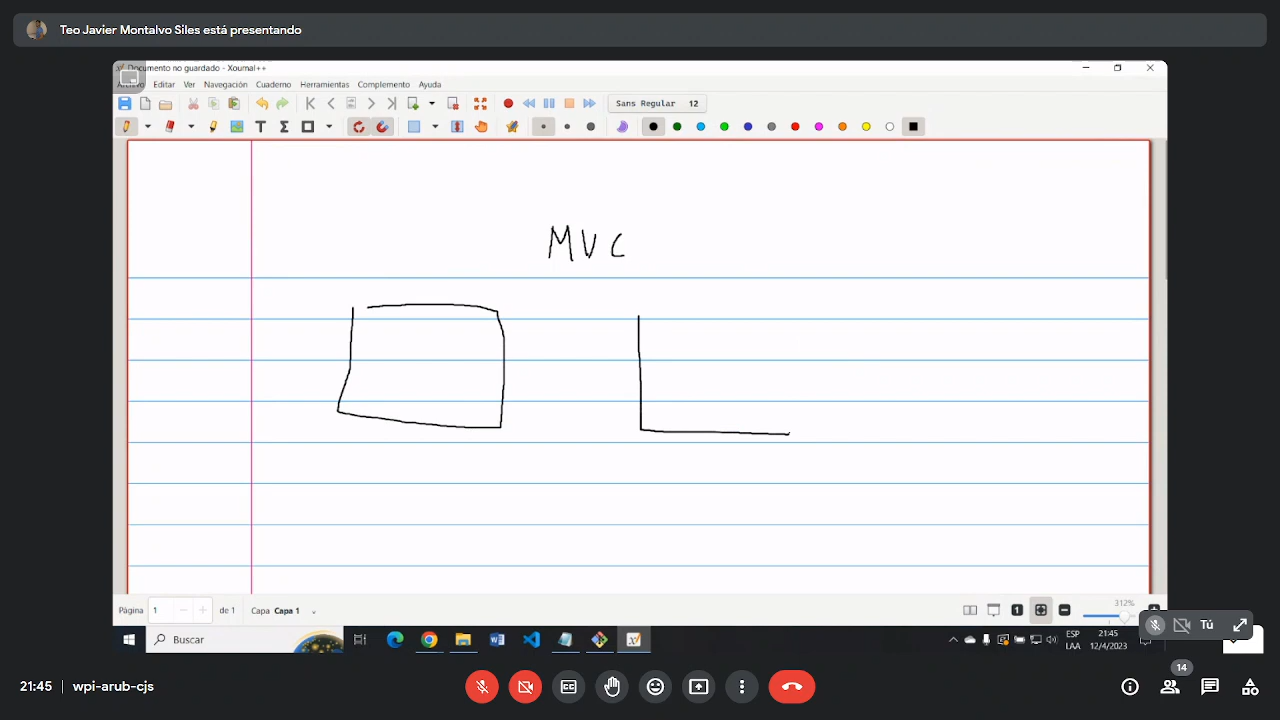 Teo Javier Montalvo Siles está presentando
Documento no guardado - Xournal++
Editar Ver Navegación Cuaderno Herramientas Complemento Ayuda
Sans Regular 12
MVC
Página 1 de 1 Capa Capa 1
312%
Tú
Buscar
ESP
LAA
21:45
12/4/2023
14
21:45 | wpi-arub-cjs